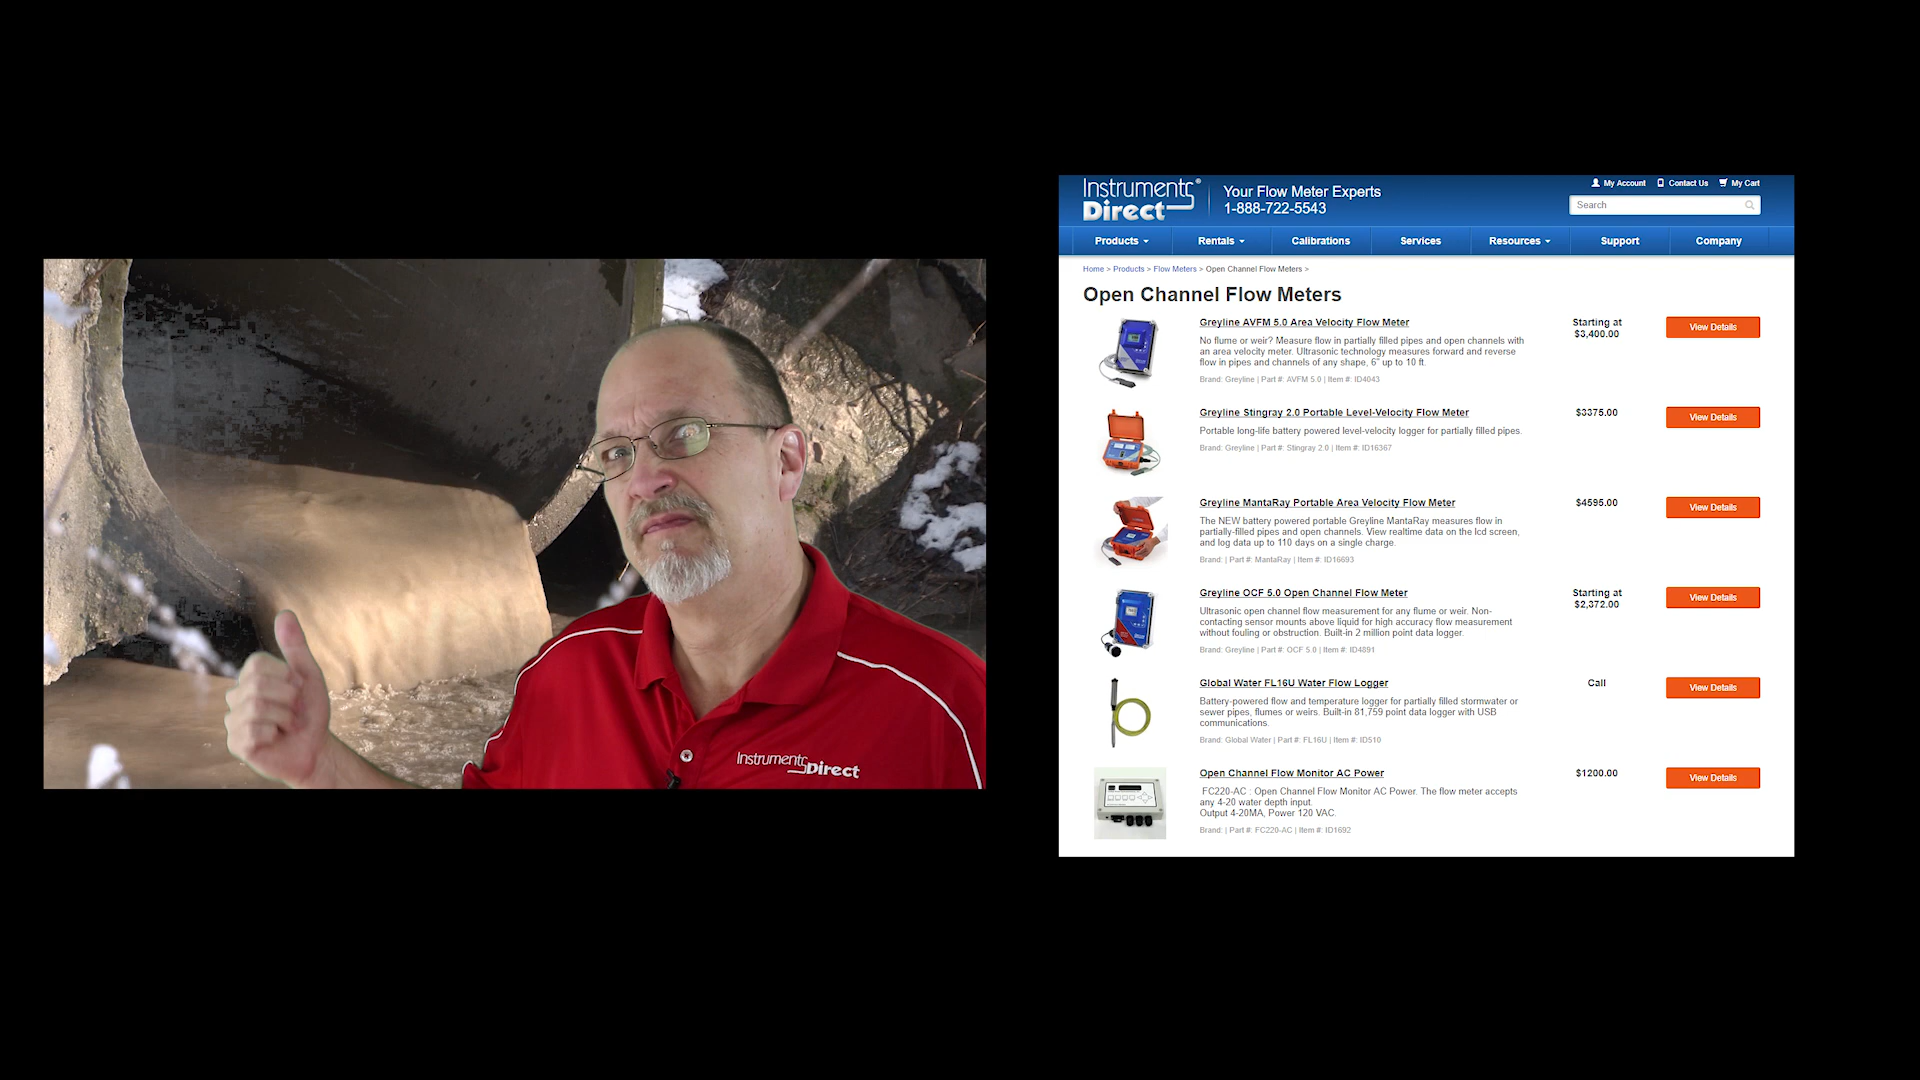 Instruments
Direct
Instruments® 
Direct
Your Flow Meter Experts
1-888-722-5543
My Account
Contact Us
My Cart
Search
Products
Rentals
Calibrations
Services
Resources
Support
Company
Home > Products > Flow Meters > Open Channel Flow Meters >
Open Channel Flow Meters
Greyline AVFM 5.0 Area Velocity Flow Meter
No flume or weir? Measure flow in partially filled pipes and open channels with
an area velocity meter. Ultrasonic technology measures forward and reverse
flow in pipes and channels of any shape, 6" up to 10 ft.
Brand: Greyline | Part #: AVFM 5.0 | Item #: ID4043
Starting at
$3,400.00
View Details
Greyline Stingray 2.0 Portable Level-Velocity Flow Meter
Portable long-life battery powered level-velocity logger for partially filled pipes.
Brand: Greyline | Part #: Stingray 2.0 | Item #: ID16367
$3375.00
View Details
Greyline MantaRay Portable Area Velocity Flow Meter
The NEW battery powered portable Greyline MantaRay measures flow in
partially-filled pipes and open channels. View realtime data on the lcd screen,
and log data up to 110 days on a single charge.
Brand: | Part #: MantaRay | Item #: ID16693
$4595.00
View Details
Greyline OCF 5.0 Open Channel Flow Meter
Ultrasonic open channel flow measurement for any flume or weir. Non-
contacting sensor mounts above liquid for high accuracy flow measurement
without fouling or obstruction. Built-in 2 million point data logger.
Brand: Greyline | Part #: OCF 5.0 | Item #: ID4891
Starting at
$2,372.00
View Details
Global Water FL16U Water Flow Logger
Battery-powered flow and temperature logger for partially filled stormwater or
sewer pipes, flumes or weirs. Built-in 81,759 point data logger with USB
communications.
Brand: Global Water | Part #: FL16U | Item #: ID510
Call
View Details
Open Channel Flow Monitor AC Power
FC220-AC : Open Channel Flow Monitor AC Power. The flow meter accepts
any 4-20 water depth input.
Output 4-20MA, Power 120 VAC.
Brand: | Part #: FC220-AC | Item #: ID1692
$1200.00
View Details